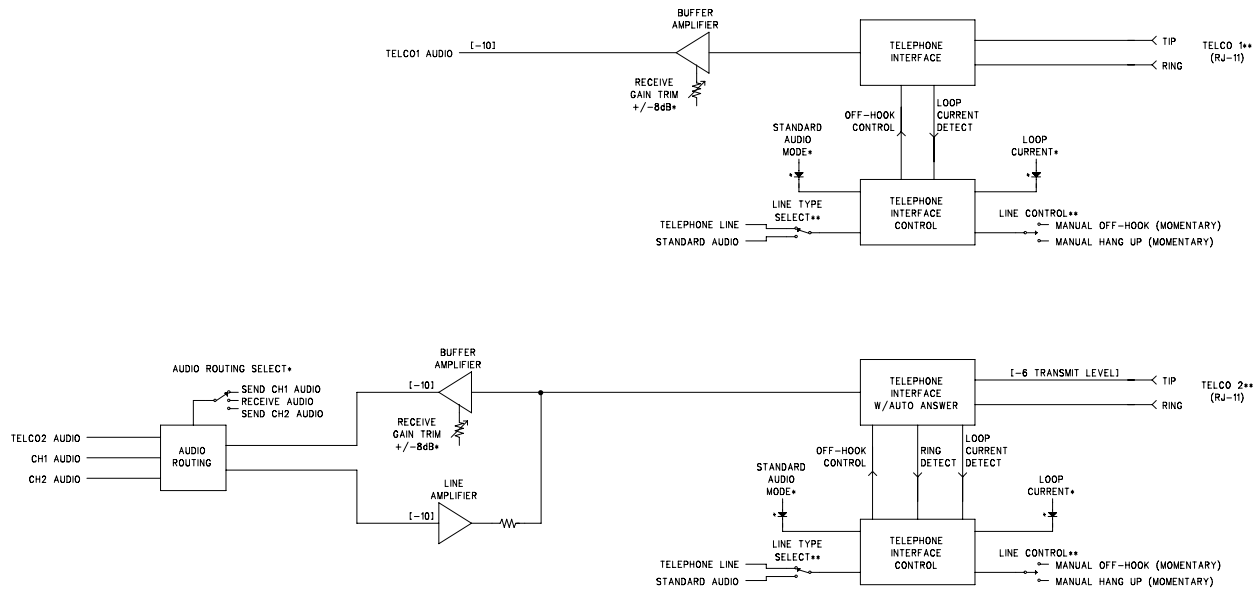 BUFFER
AMPLIFIER
TELCO1 AUDIO
[-10]
RECEIVE
GAIN TRIM
+/-8dB*
TELEPHONE
INTERFACE
TIP
RING
TELCO 1**
(RJ-11)
OFF-HOOK
CONTROL
LOOP
CURRENT
DETECT
STANDARD
AUDIO
MODE*
LOOP
CURRENT*
TELEPHONE
INTERFACE
CONTROL
LINE TYPE
SELECT**
TELEPHONE LINE
STANDARD AUDIO
LINE CONTROL**
MANUAL OFF-HOOK (MOMENTARY)
MANUAL HANG UP (MOMENTARY)
AUDIO ROUTING SELECT*
SEND CH1 AUDIO
RECEIVE AUDIO
SEND CH2 AUDIO
TELCO2 AUDIO
CH1 AUDIO
CH2 AUDIO
AUDIO
ROUTING
BUFFER
AMPLIFIER
[-10]
RECEIVE
GAIN TRIM
+/-8dB*
LINE
AMPLIFIER
[-10]
TELEPHONE
INTERFACE
W/AUTO ANSWER
[-6 TRANSMIT LEVEL]
TIP
RING
TELCO 2**
(RJ-11)
OFF-HOOK
CONTROL
RING
DETECT
LOOP
CURRENT
DETECT
STANDARD
AUDIO
MODE*
LOOP
CURRENT*
TELEPHONE
INTERFACE
CONTROL
LINE TYPE
SELECT**
TELEPHONE LINE
STANDARD AUDIO
LINE CONTROL**
MANUAL OFF-HOOK (MOMENTARY)
MANUAL HANG UP (MOMENTARY)